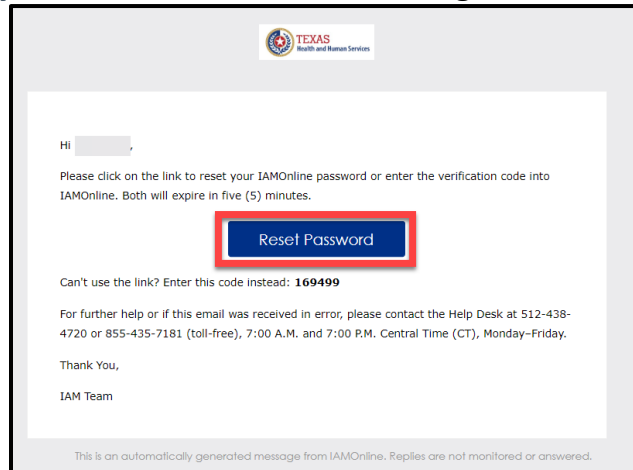 TEXAS
Health and Human Services
Hi ,
Please click on the link to reset your IAMOnline password or enter the verification code into
IAMOnline. Both will expire in five (5) minutes.
Reset Password
Can't use the link? Enter this code instead: 169499
For further help or if this email was received in error, please contact the Help Desk at 512-438-
4720 or 855-435-7181 (toll-free), 7:00 A.M. and 7:00 P.M. Central Time (CT), Monday–Friday.
Thank You,
IAM Team
This is an automatically generated message from IAMOnline. Replies are not monitored or answered.